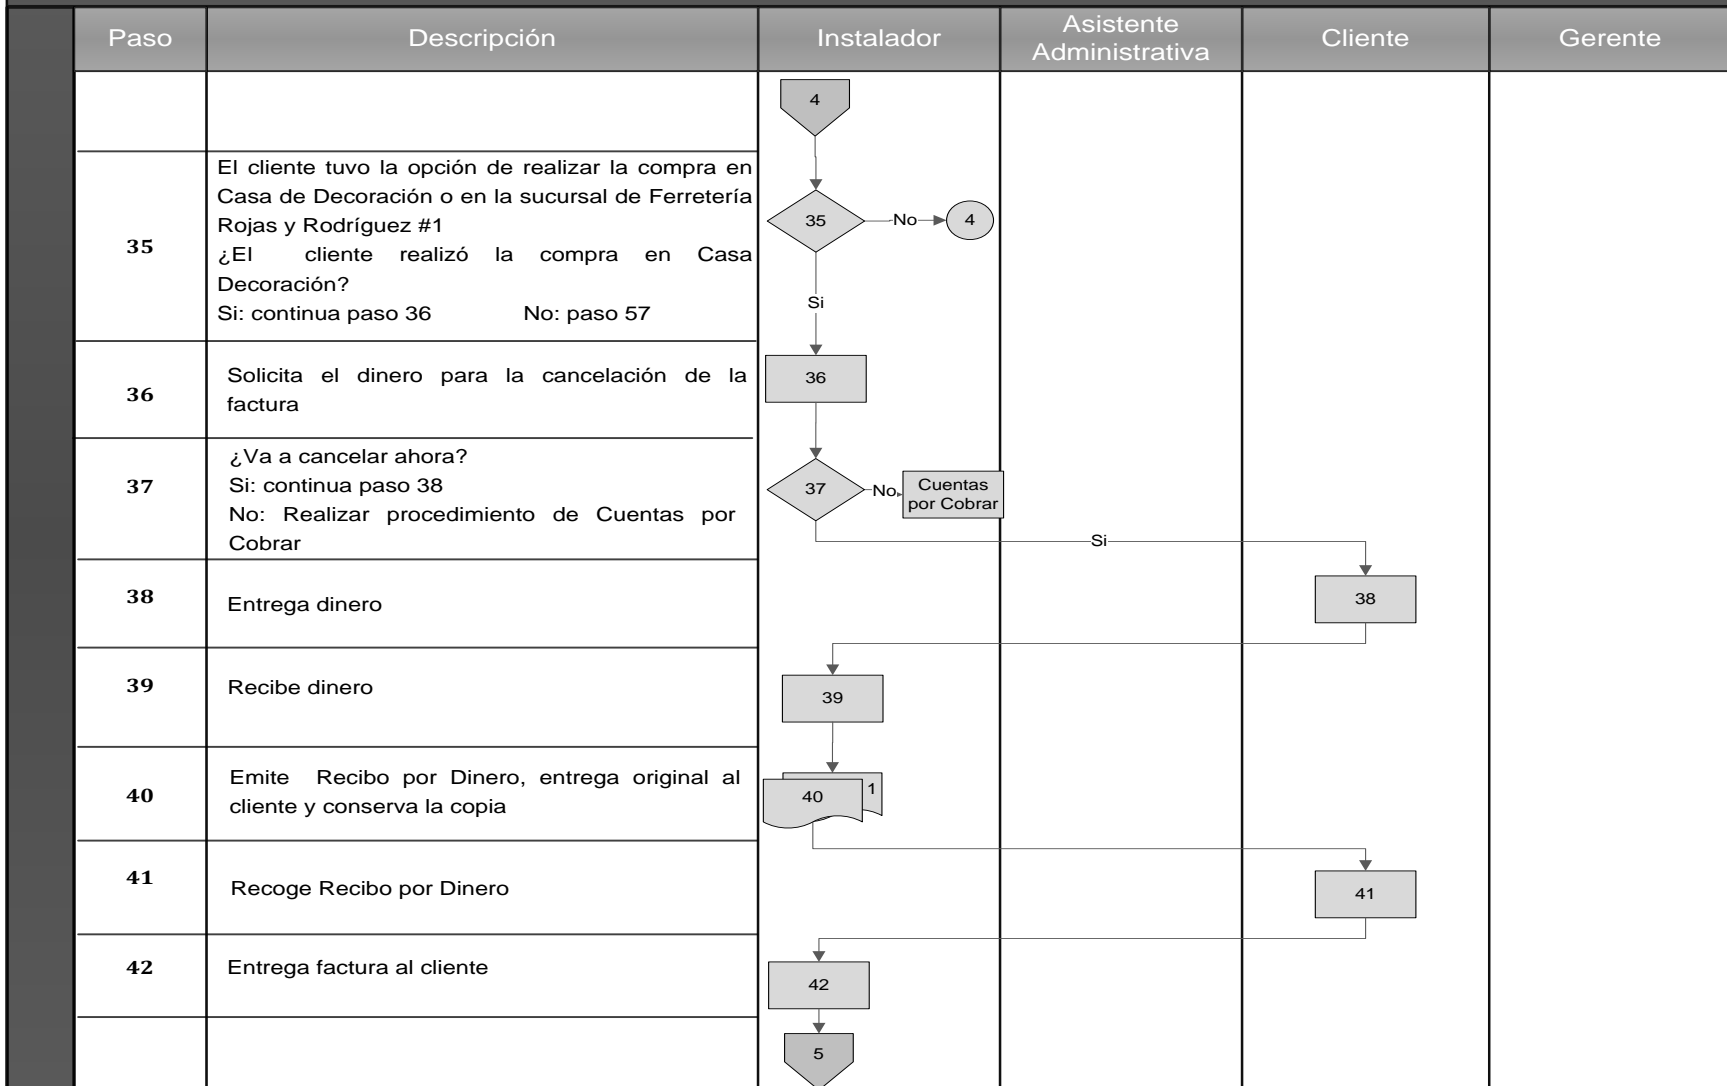 Paso
Descripción
Instalador
Asistente
Administrativa
Cliente
Gerente
4
35
El cliente tuvo la opción de realizar la compra en
Casa de Decoración o en la sucursal de Ferretería
Rojas y Rodríguez #1
¿El cliente realizó la compra en Casa
Decoración?
Si: continua paso 36 No: paso 57
35
No
4
Si
36
Solicita el dinero para la cancelación de la
factura
36
37
¿Va a cancelar ahora?
Si: continua paso 38
No: Realizar procedimiento de Cuentas por
Cobrar
37
No
Cuentas
por Cobrar
Si
38
Entrega dinero
38
39
Recibe dinero
39
40
Emite Recibo por Dinero, entrega original al
cliente y conserva la copia
40
1
41
Recoge Recibo por Dinero
41
42
Entrega factura al cliente
42
5